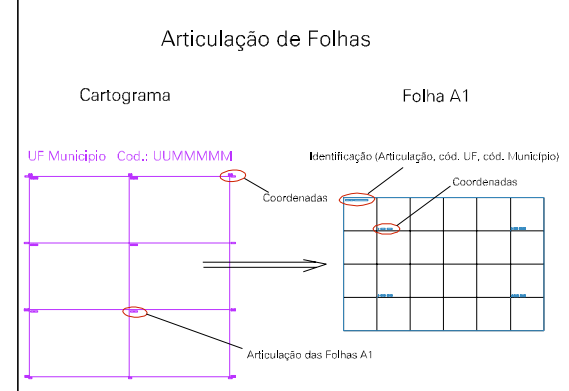 Articulação de Folhas
Cartograma
Folha A1
UF Municipio Cod.: UUMMMMM
Identificação (Articulação, cód. UF, cód. Município)
Coordenadas
Coordenadas
Articulação das Folhas A1